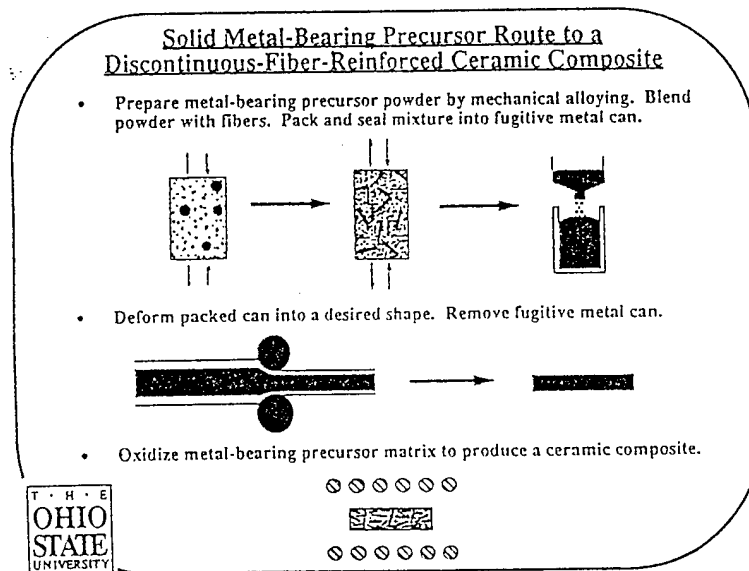 Solid Metal-Bearing Precursor Route to a
Discontinuous-Fiber-Reinforced Ceramic Composite
• Prepare metal-bearing precursor powder by mechanical alloying. Blend
powder with fibers. Pack and seal mixture into fugitive metal can.
• Deform packed can into a desired shape. Remove fugitive metal can.
• Oxidize metal-bearing precursor matrix to produce a ceramic composite.
T · H · E
OHIO
STATE
UNIVERSITY